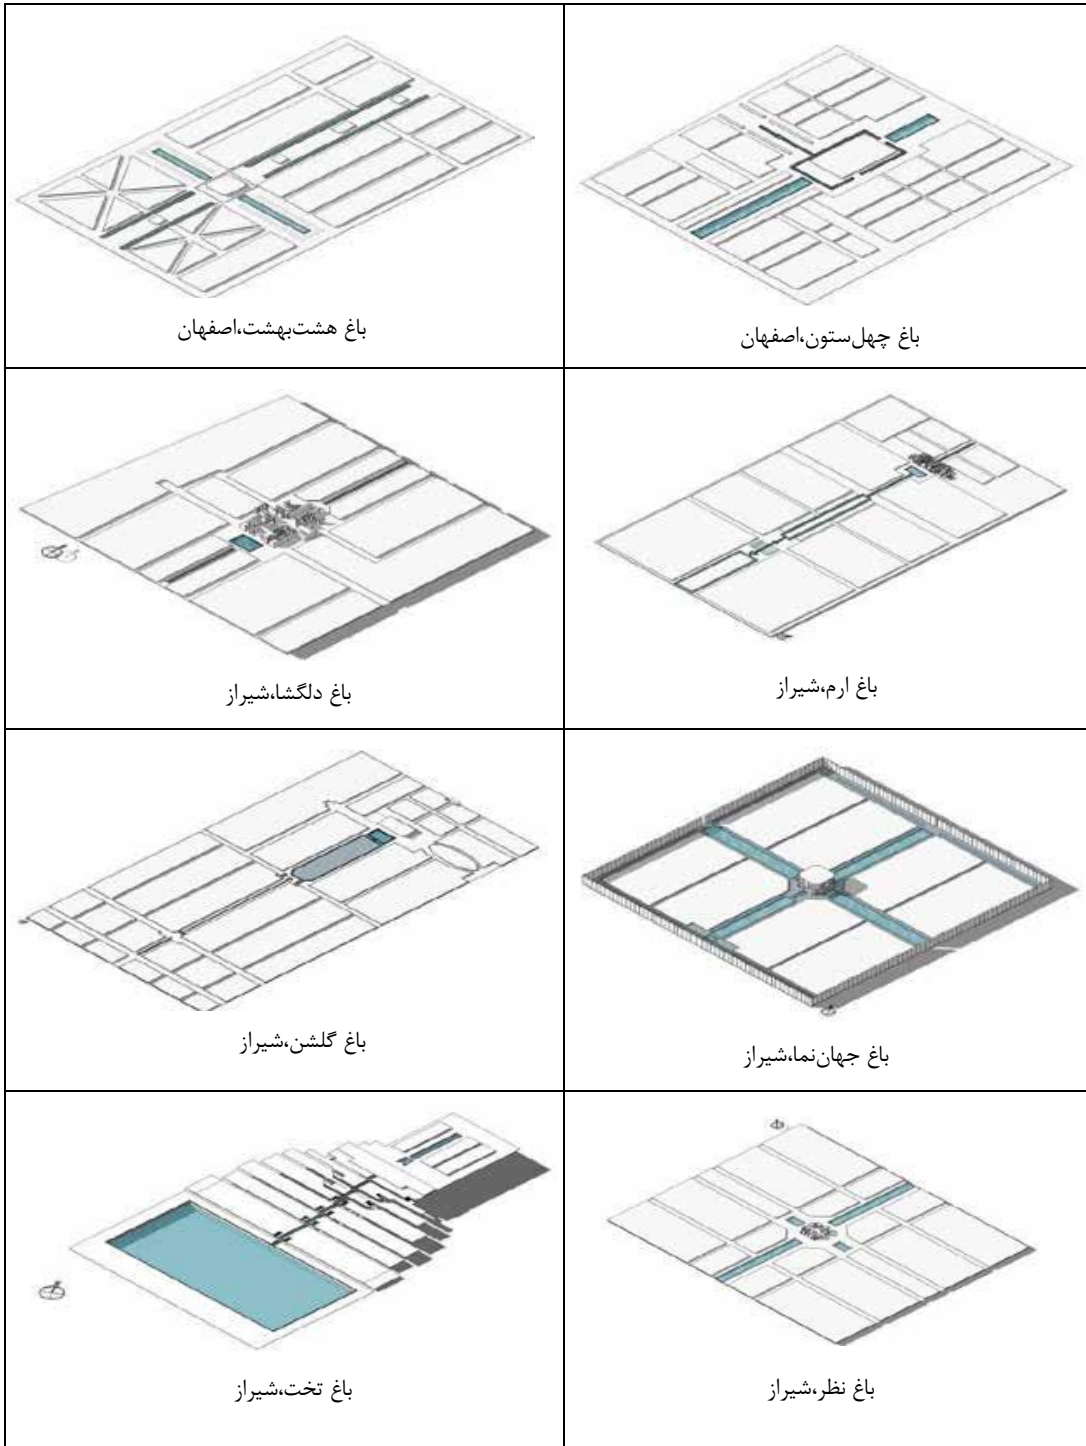 باغ چهل‌ستون،اصفهان
باغ هشت‌بهشت،اصفهان
باغ ارم،شیراز
باغ دلگشا،شیراز
باغ جهان‌نما،شیراز
باغ گلشن،شیراز
باغ نظر،شیراز
باغ تخت،شیراز